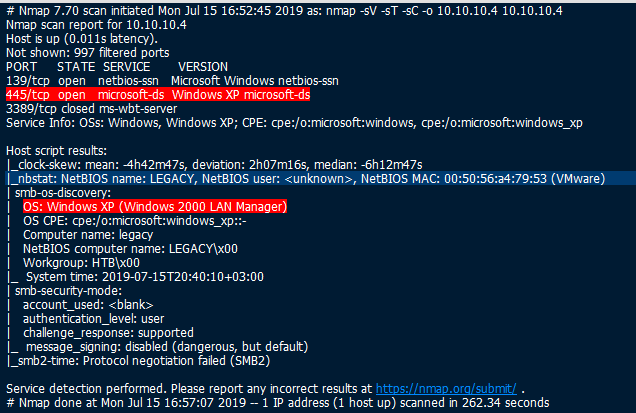 # Nmap 7.70 scan initiated Mon Jul 15 16:52:45 2019 as: nmap -sV -sT -sC -o 10.10.10.4 10.10.10.4
Nmap scan report for 10.10.10.4
Host is up (0.011s latency).
Not shown: 997 filtered ports
PORT STATE SERVICE VERSION
139/tcp open netbios-ssn Microsoft Windows netbios-ssn
445/tcp open microsoft-ds Windows XP microsoft-ds
3389/tcp closed ms-wbt-server
Service Info: OSs: Windows, Windows XP; CPE: cpe:/o:microsoft:windows, cpe:/o:microsoft:windows_xp

Host script results:
|_clock-skew: mean: -4h42m47s, deviation: 2h07m16s, median: -6h12m47s
|_nbstat: NetBIOS name: LEGACY, NetBIOS user: <unknown>, NetBIOS MAC: 00:50:56:a4:79:53 (VMware)
| smb-os-discovery:
| OS: Windows XP (Windows 2000 LAN Manager)
| OS CPE: cpe:/o:microsoft:windows_xp::-
| Computer name: legacy
| NetBIOS computer name: LEGACY\x00
| Workgroup: HTB\x00
|_ System time: 2019-07-15T20:40:10+03:00
| smb-security-mode:
| account_used: <blank>
| authentication_level: user
| challenge_response: supported
|_ message_signing: disabled (dangerous, but default)
|_smb2-time: Protocol negotiation failed (SMB2)

Service detection performed. Please report any incorrect results at https://nmap.org/submit/ .
# Nmap done at Mon Jul 15 16:57:07 2019 -- 1 IP address (1 host up) scanned in 262.34 seconds